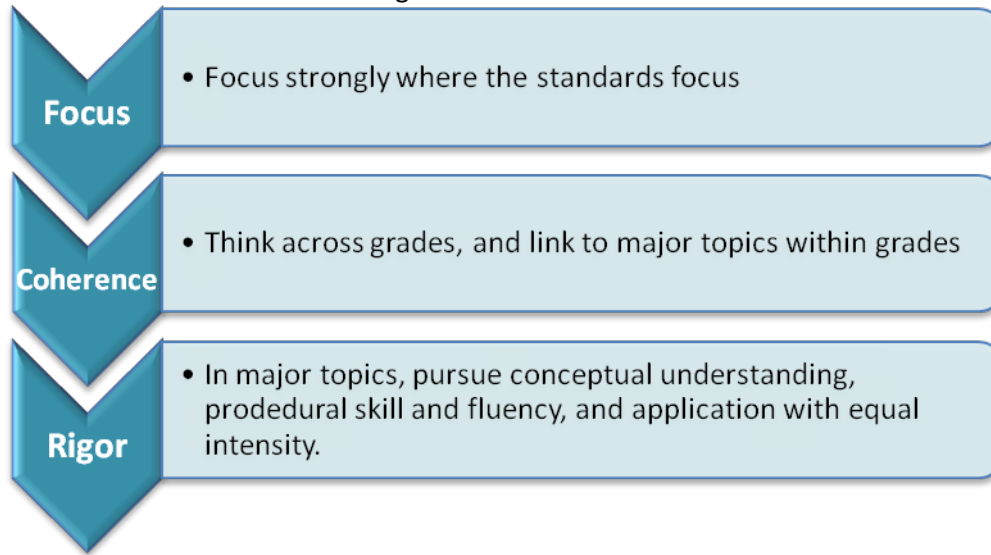 Focus
• Focus strongly where the standards focus
Coherence
• Think across grades, and link to major topics within grades
Rigor
• In major topics, pursue conceptual understanding,
prodedural skill and fluency, and application with equal
intensity.